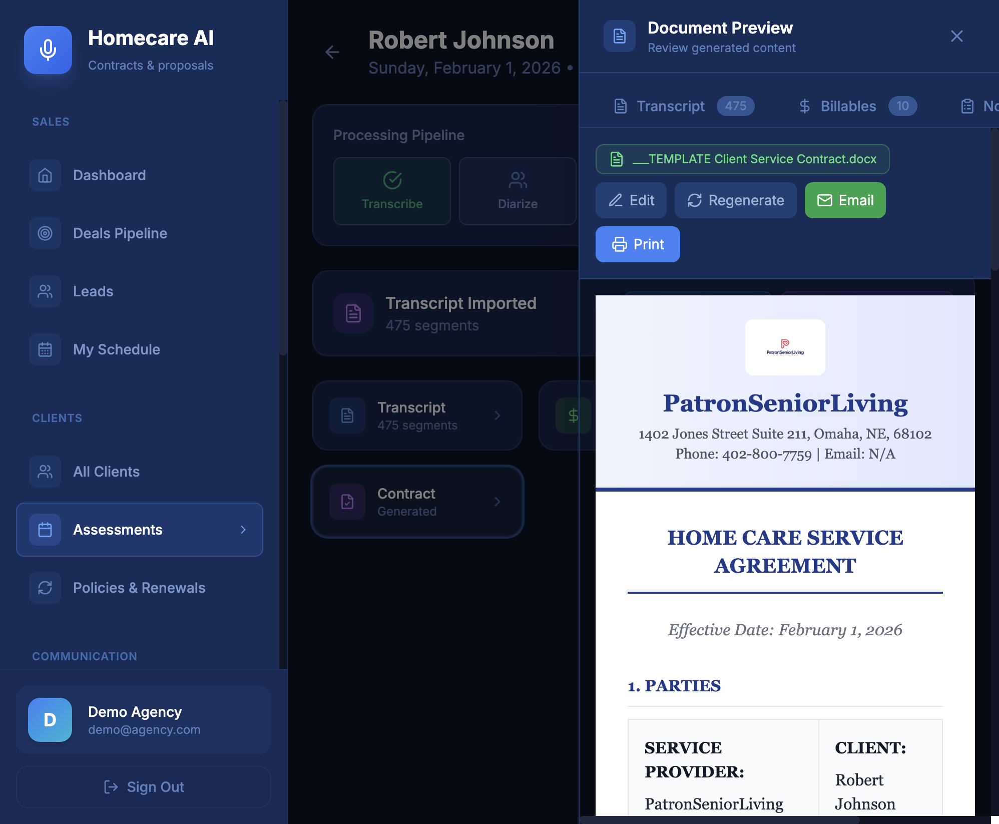 Homecare AI
Contracts & proposals
SALES
Dashboard
Deals Pipeline
Leads
My Schedule
CLIENTS
All Clients
Assessments
Policies & Renewals
COMMUNICATION
D
Demo Agency
demo@agency.com
Sign Out
Robert Johnson
Sunday, February 1, 2026 •
Processing Pipeline
Transcribe
Diarize
Transcript Imported
475 segments
Transcript
475 segments
$
Contract
Generated
Document Preview
Review generated content
Transcript 475
Billables 10
___TEMPLATE Client Service Contract.docx
Edit
Regenerate
Email
Print
PatronSeniorLiving
PatronSeniorLiving
1402 Jones Street Suite 211, Omaha, NE, 68102
Phone: 402-800-7759 | Email: N/A
HOME CARE SERVICE
AGREEMENT
Effective Date: February 1, 2026
1. PARTIES
SERVICE
PROVIDER:
PatronSeniorLiving
CLIENT:
Robert
Johnson